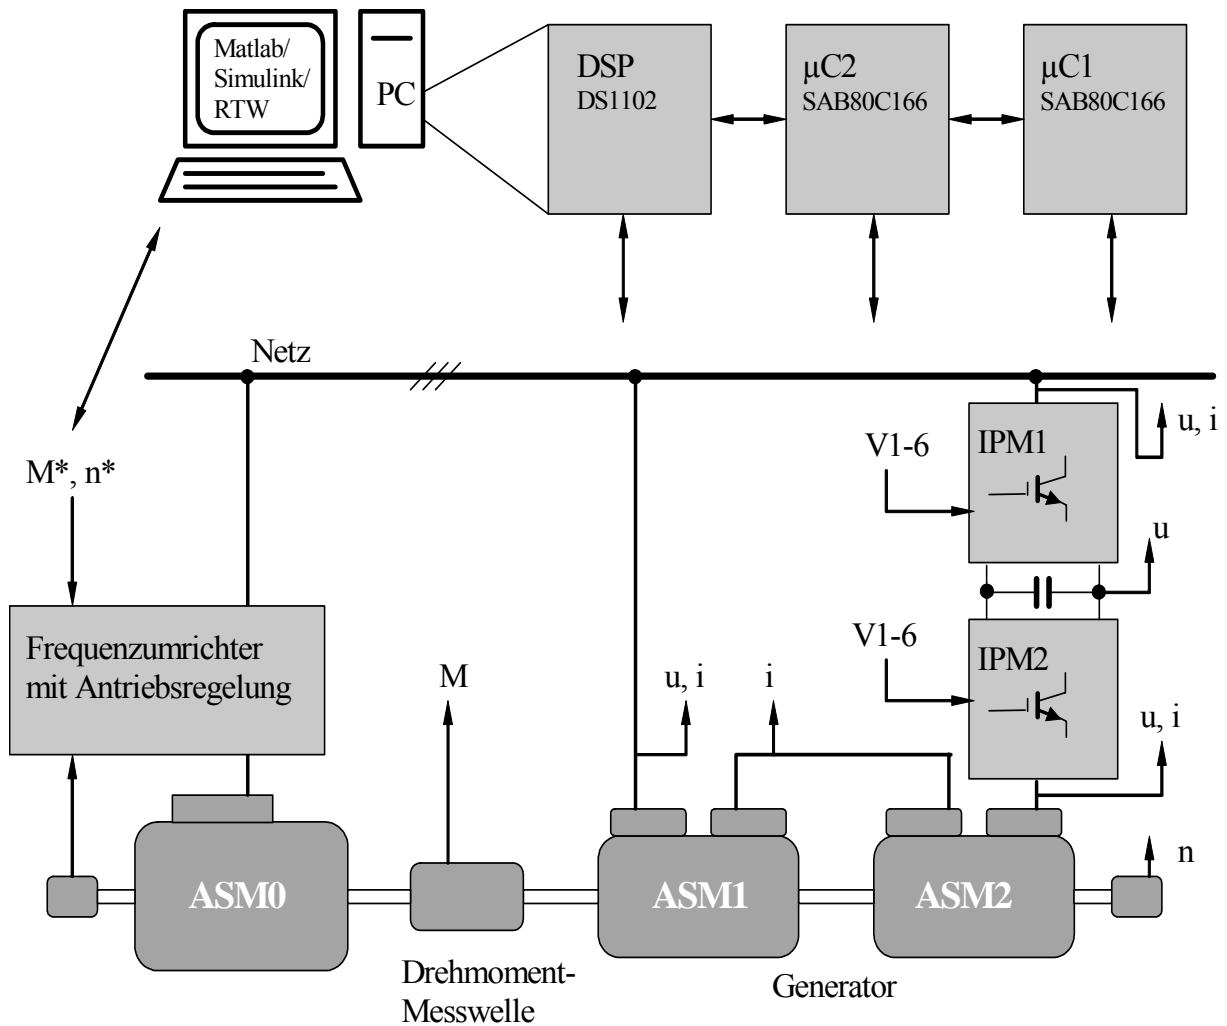 Matlab/
Simulink/
RTW
PC
DSP
DS1102
µC2
SAB80C166
µC1
SAB80C166
Netz
M*, n*
V1-6
IPM1
u, i
u
Frequenzumrichter
mit Antriebsregelung
M
u, i
i
V1-6
IPM2
u, i
n
ASM0
ASM1
ASM2
Drehmoment-
Messwelle
Generator